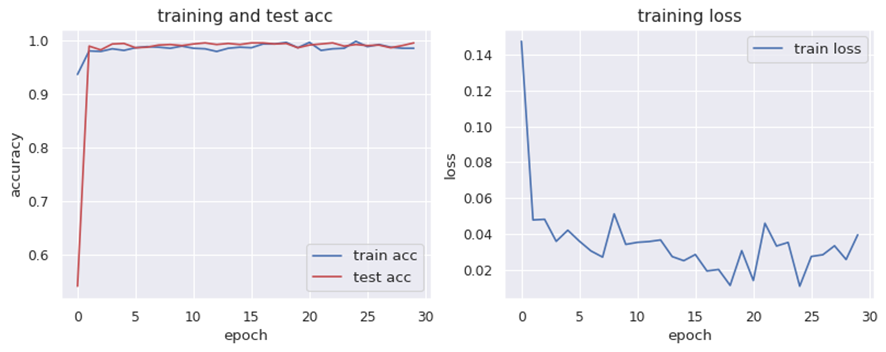 training and test acc
accuracy
1.0
0.9
0.8
0.7
0.6
train acc
test acc
0 5 10 15 20 25 30
epoch
training loss
loss
0.14
0.12
0.10
0.08
0.06
0.04
0.02
train loss
0 5 10 15 20 25 30
epoch